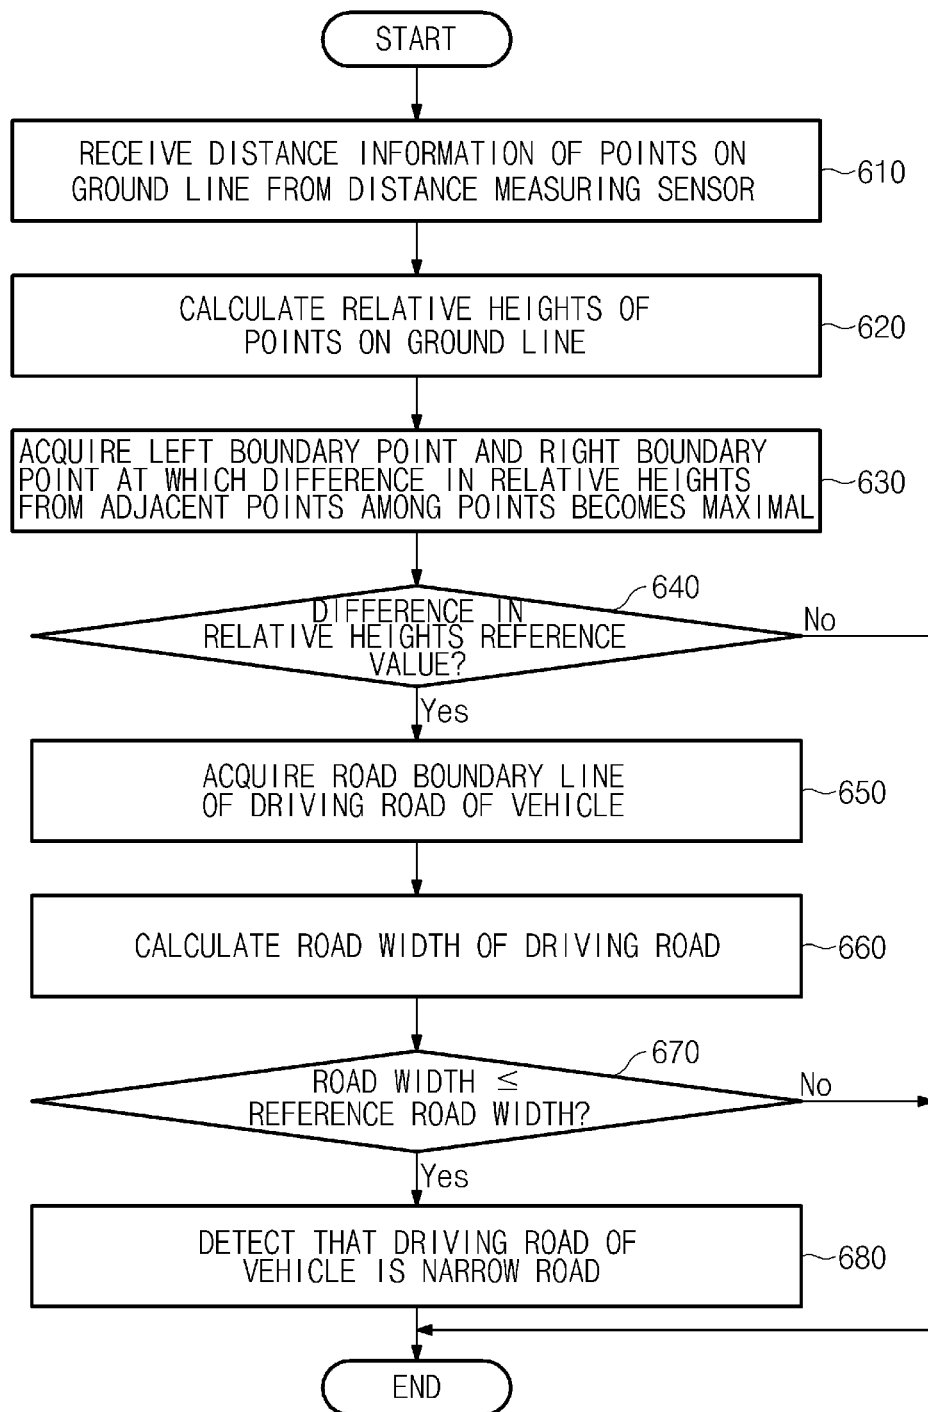 START
RECEIVE DISTANCE INFORMATION OF POINTS ON
GROUND LINE FROM DISTANCE MEASURING SENSOR
610
CALCULATE RELATIVE HEIGHTS OF
POINTS ON GROUND LINE
620
ACQUIRE LEFT BOUNDARY POINT AND RIGHT BOUNDARY
POINT AT WHICH DIFFERENCE IN RELATIVE HEIGHTS
FROM ADJACENT POINTS AMONG POINTS BECOMES MAXIMAL
630
640
DIFFERENCE IN
RELATIVE HEIGHTS REFERENCE
VALUE?
No
Yes
ACQUIRE ROAD BOUNDARY LINE
OF DRIVING ROAD OF VEHICLE
650
CALCULATE ROAD WIDTH OF DRIVING ROAD
660
670
ROAD WIDTH ≤
REFERENCE ROAD WIDTH?
No
Yes
DETECT THAT DRIVING ROAD OF
VEHICLE IS NARROW ROAD
680
END